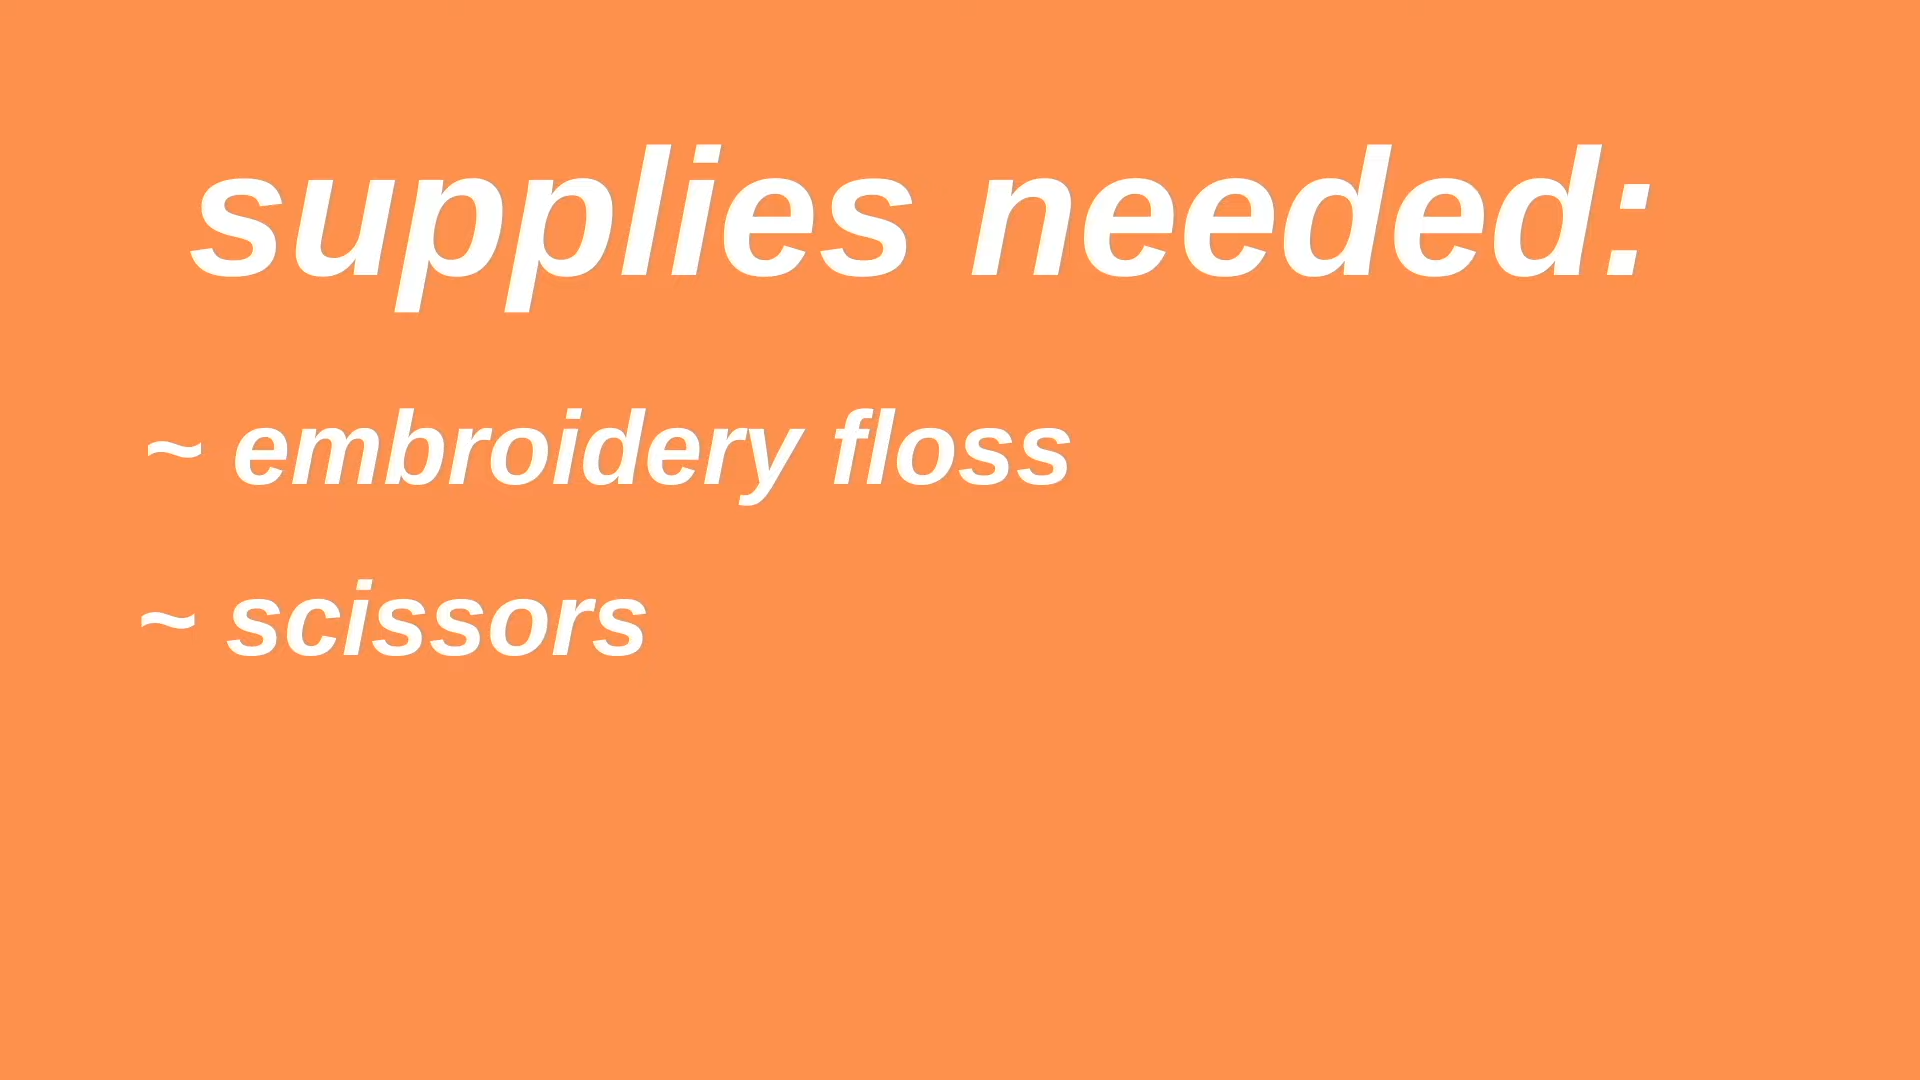 supplies needed:
~ embroidery floss
~ scissors